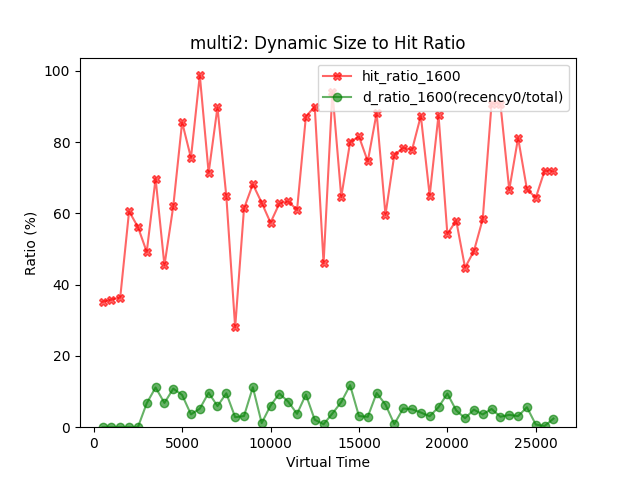 multi2: Dynamic Size to Hit Ratio
hit_ratio_1600
d_ratio_1600(recency0/total)
Ratio (%)
100
80
60
40
20
0
0 5000 10000 15000 20000 25000
Virtual Time